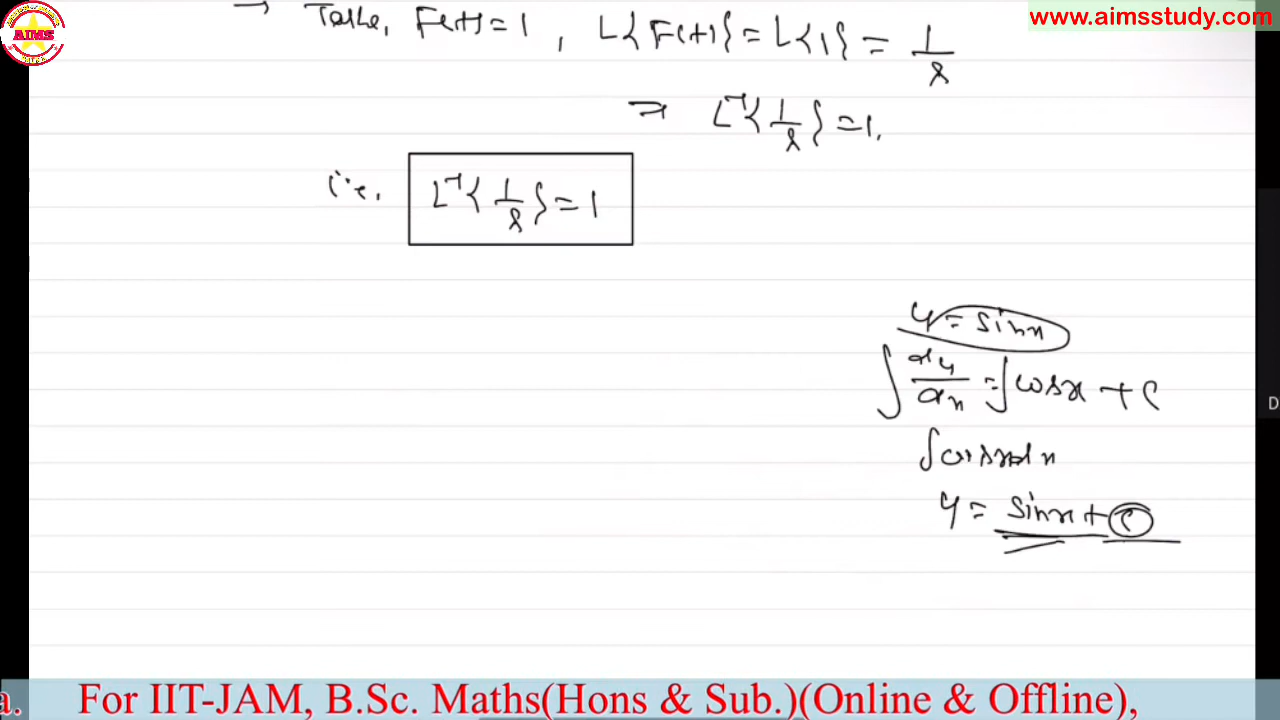 AIMS
www.aimsstudy.com
→ Take, F(t) = 1 , L{F(t)} = L{1} = 1/s
⇒ L⁻¹{1/s} = 1.
i.e. L⁻¹{1/s} = 1
y = sinx
∫ dy/dx = ∫ cosx + c
∫ cosx dx
y = sinx + c
D
a. For IIT-JAM, B.Sc. Maths(Hons & Sub.)(Online & Offline),